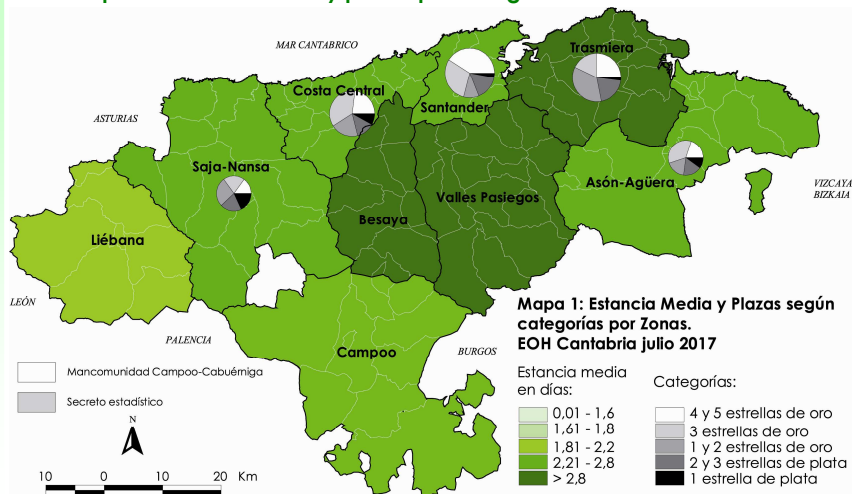 MAR CANTABRICO
Trasmiera
Costa Central
Santander
ASTURIAS
Saja-Nansa
Asón-Agüera
VIZCAYA
BIZKAIA
Valles Pasiegos
Besaya
Liébana
LEÓN
Mapa 1: Estancia Media y Plazas según
categorías por Zonas.
EOH Cantabria julio 2017
PALENCIA
Campoo
BURGOS
Mancomunidad Campoo-Cabuérniga
Secreto estadístico
N
10 0 10 20 Km
Estancia media
en días:
0,01 - 1,6
1,61 - 1,8
1,81 - 2,2
2,21 - 2,8
> 2,8
Categorías:
4 y 5 estrellas de oro
3 estrellas de oro
1 y 2 estrellas de oro
2 y 3 estrellas de plata
1 estrella de plata